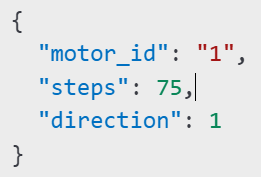 {
  "motor_id": "1",
  "steps": 75,
  "direction": 1
}